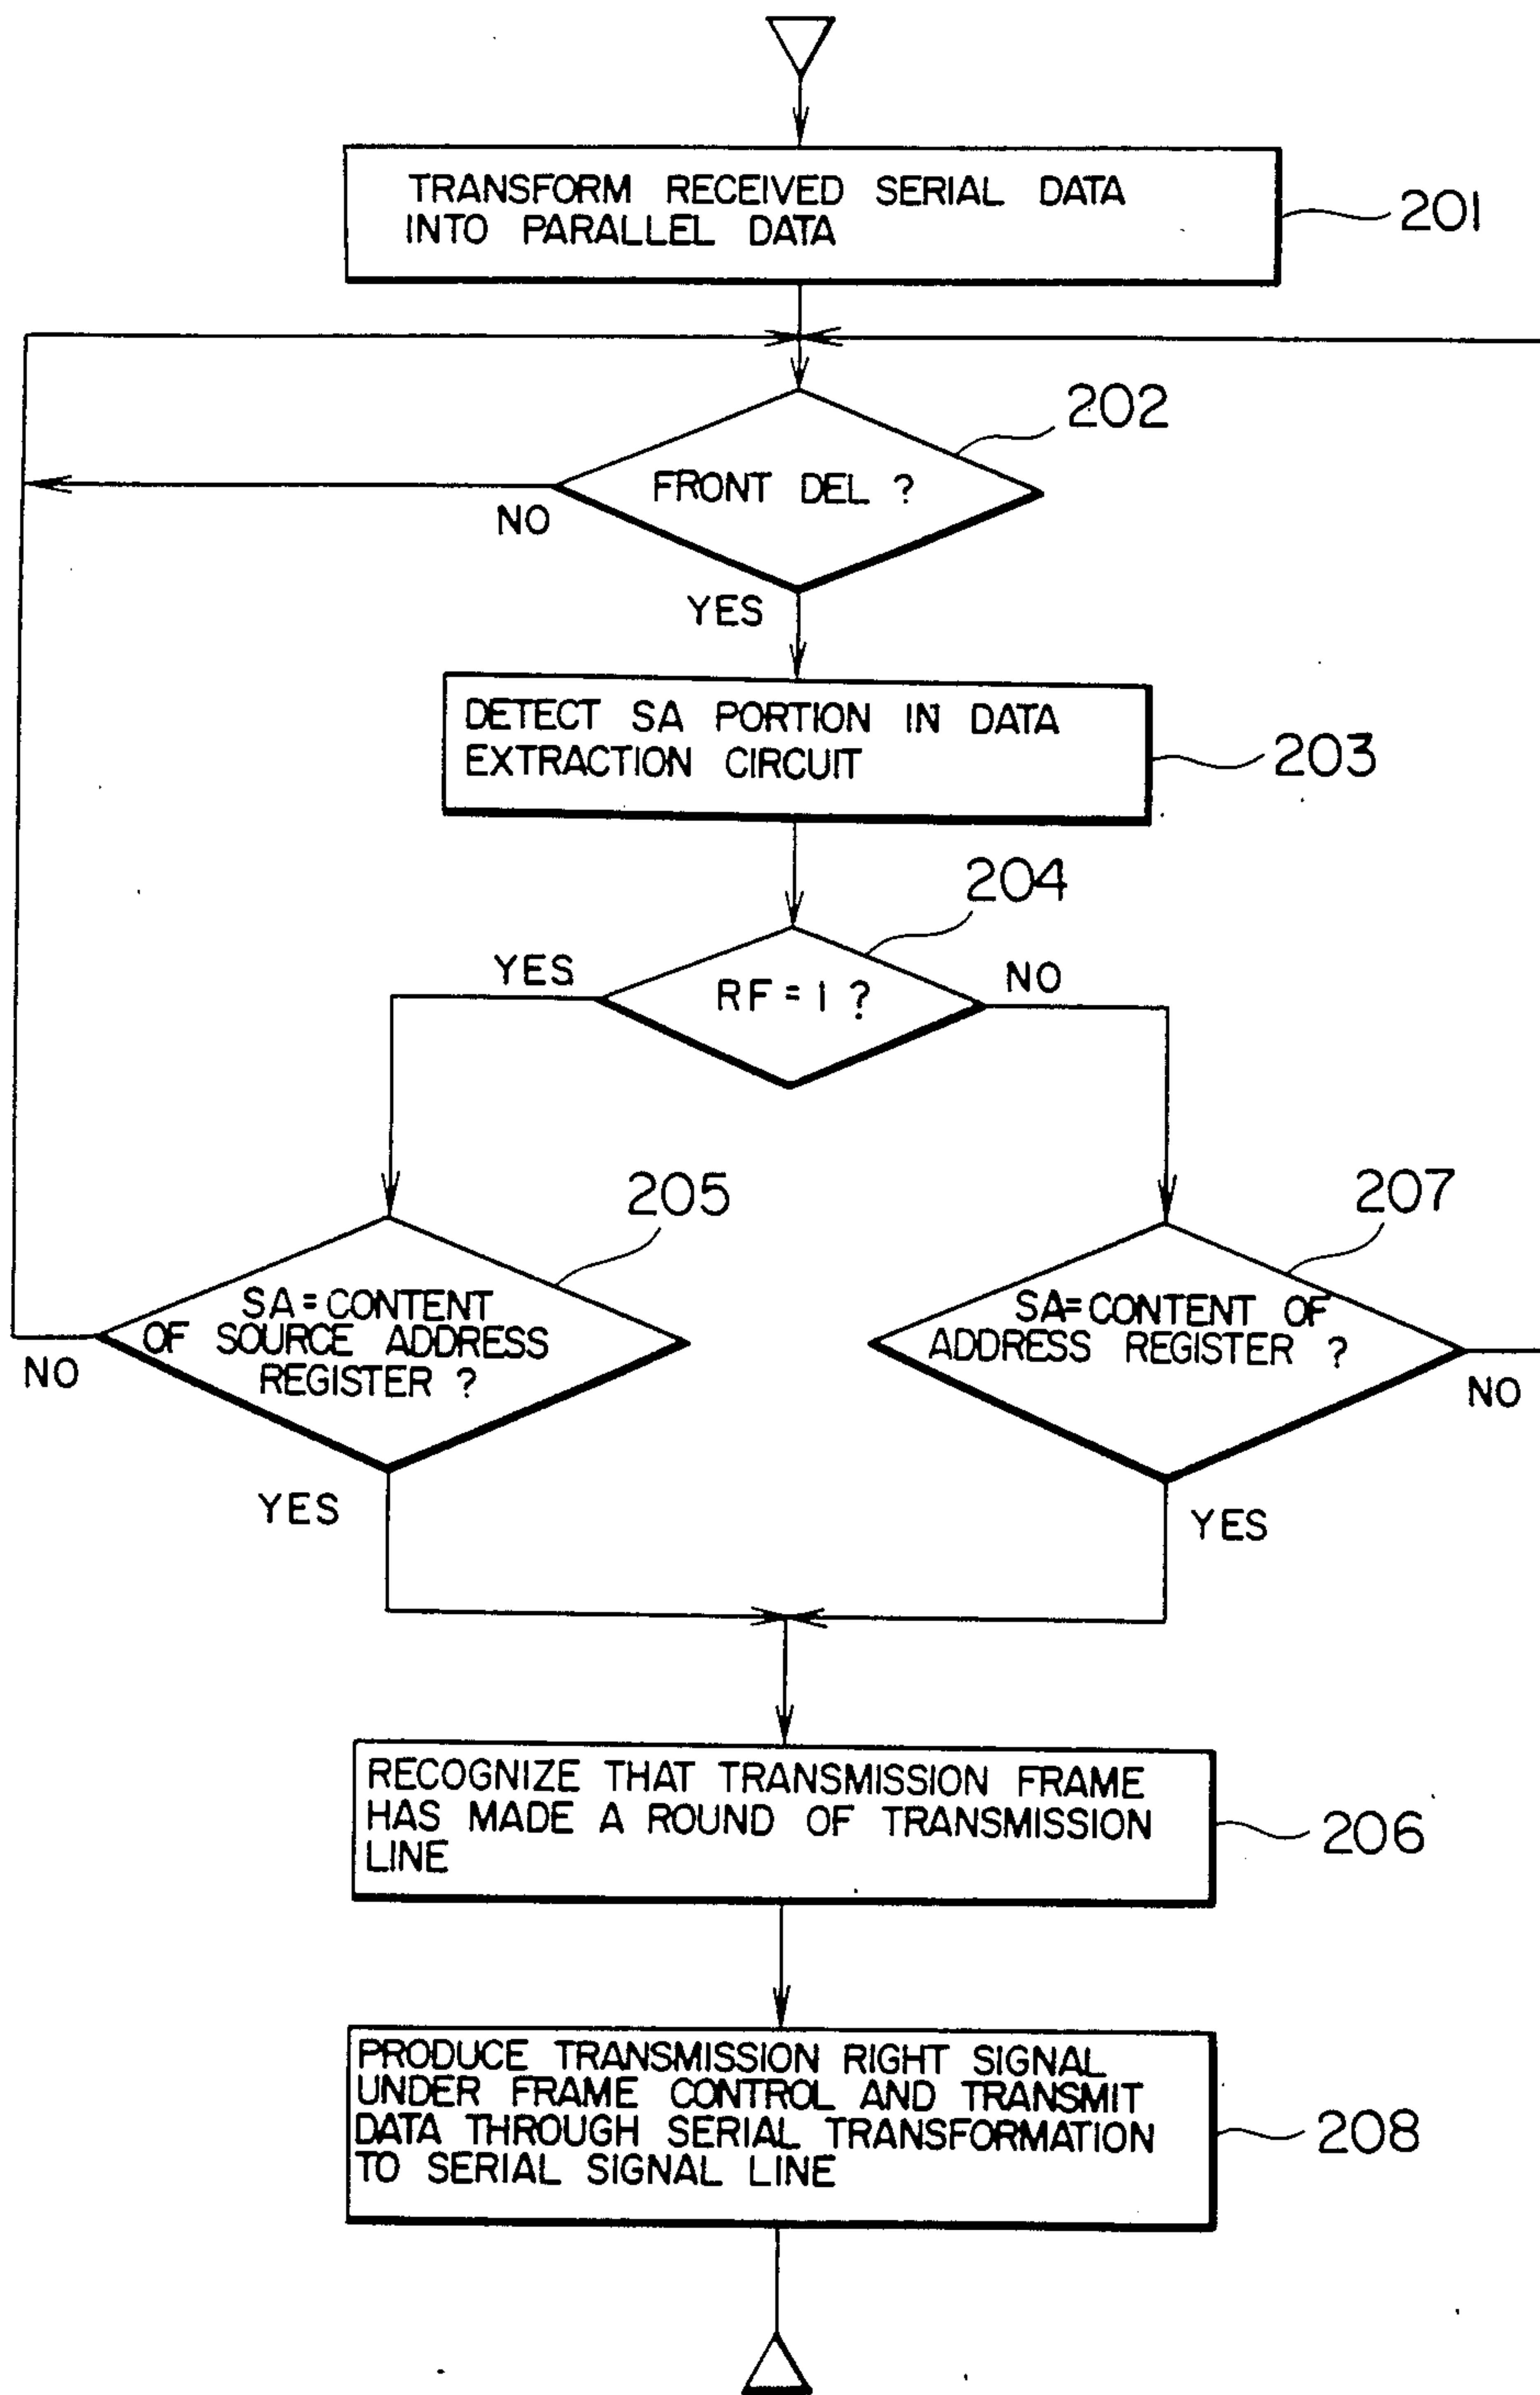 TRANSFORM RECEIVED SERIAL DATA
INTO PARALLEL DATA
201
202
FRONT DEL ?
NO
YES
DETECT SA PORTION IN DATA
EXTRACTION CIRCUIT
203
204
YES
RF = 1 ?
NO
205
207
SA=CONTENT
OF SOURCE ADDRESS
REGISTER ?
NO
SA=CONTENT OF
ADDRESS REGISTER ?
NO
YES
YES
RECOGNIZE THAT TRANSMISSION FRAME
HAS MADE A ROUND OF TRANSMISSION
LINE
206
PRODUCE TRANSMISSION RIGHT SIGNAL
UNDER FRAME CONTROL AND TRANSMIT
DATA THROUGH SERIAL TRANSFORMATION
TO SERIAL SIGNAL LINE
208